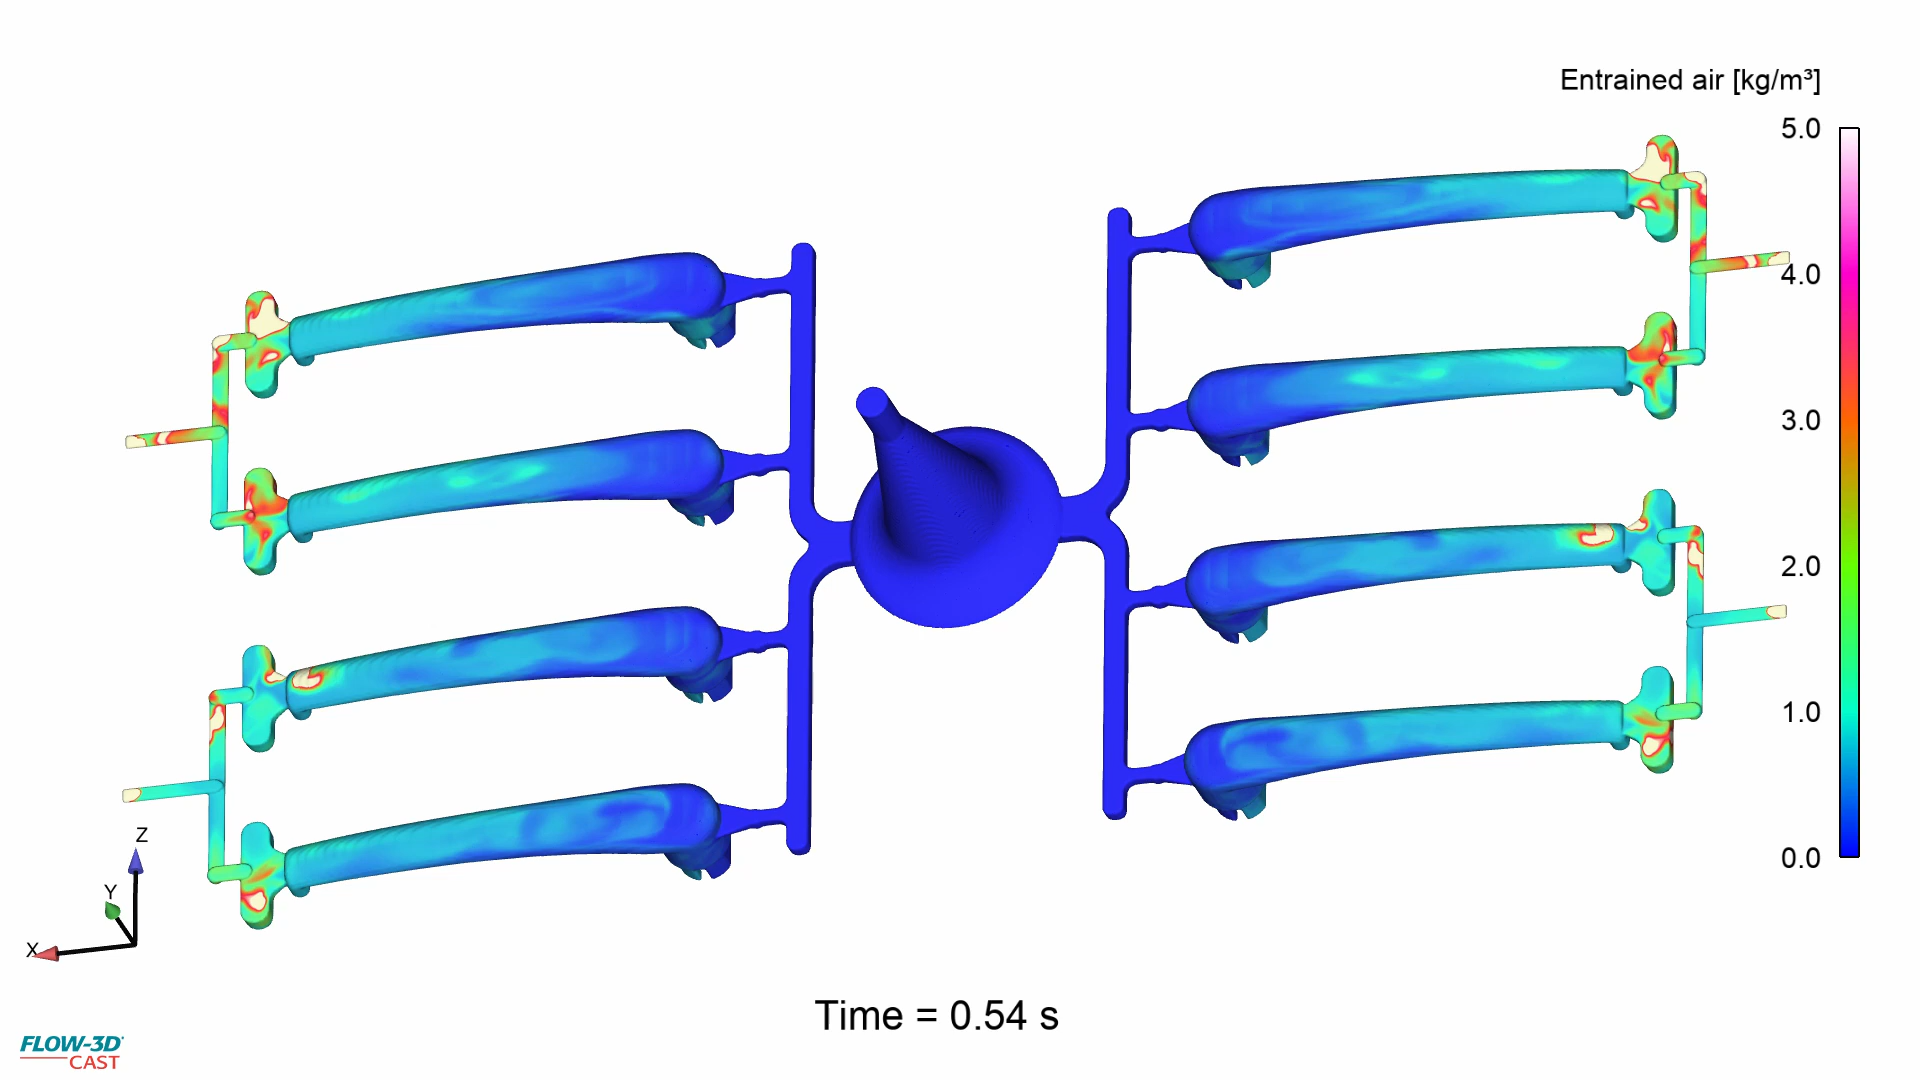 Entrained air [kg/m³]
5.0
4.0
3.0
2.0
1.0
0.0
Z
Y
X
Time = 0.54 s
FLOW-3D
CAST